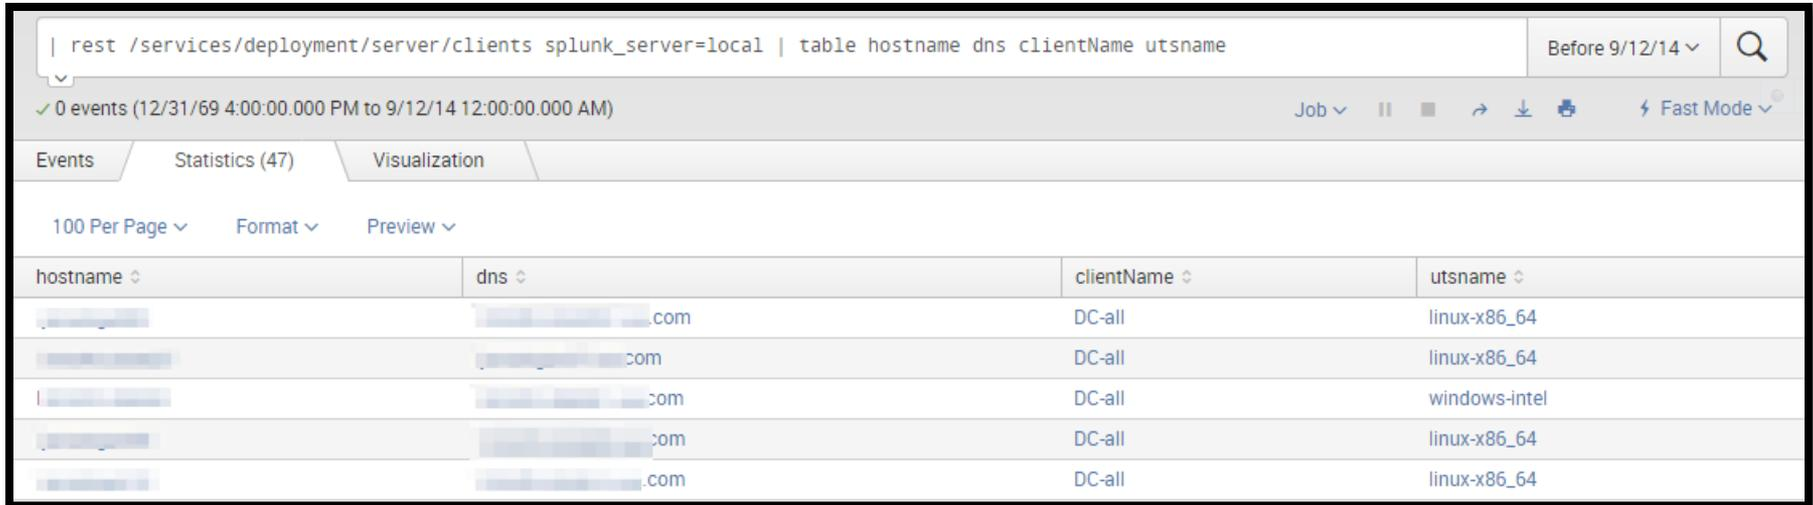 | rest /services/deployment/server/clients splunk_server=local | table hostname dns clientName utsname
Before 9/12/14
0 events (12/31/69 4:00:00.000 PM to 9/12/14 12:00:00.000 AM)
Job
Fast Mode
Events
Statistics (47)
Visualization
100 Per Page
Format
Preview
hostname dns clientName utsname
.com DC-all linux-x86_64
com DC-all linux-x86_64
com DC-all windows-intel
com DC-all linux-x86_64
.com DC-all linux-x86_64